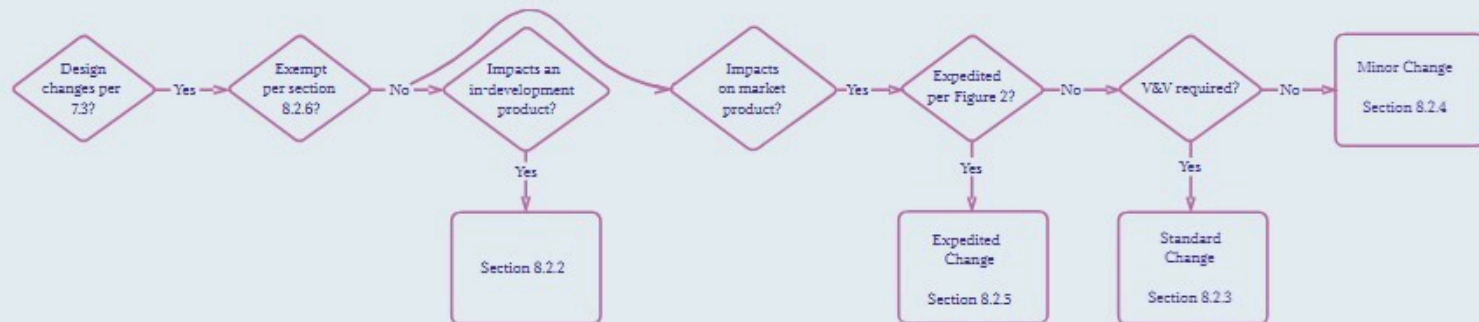 Design
changes per
7.3?
Yes
Exempt
per section
8.2.6?
No
Impacts an
in-development
product?
Yes
Section 8.2.2
Impacts
on market
product?
Yes
Expedited
per Figure 2?
Yes
Expedited
Change
Section 8.2.5
No
V&V required?
Yes
Standard
Change
Section 8.2.3
No
Minor Change
Section 8.2.4